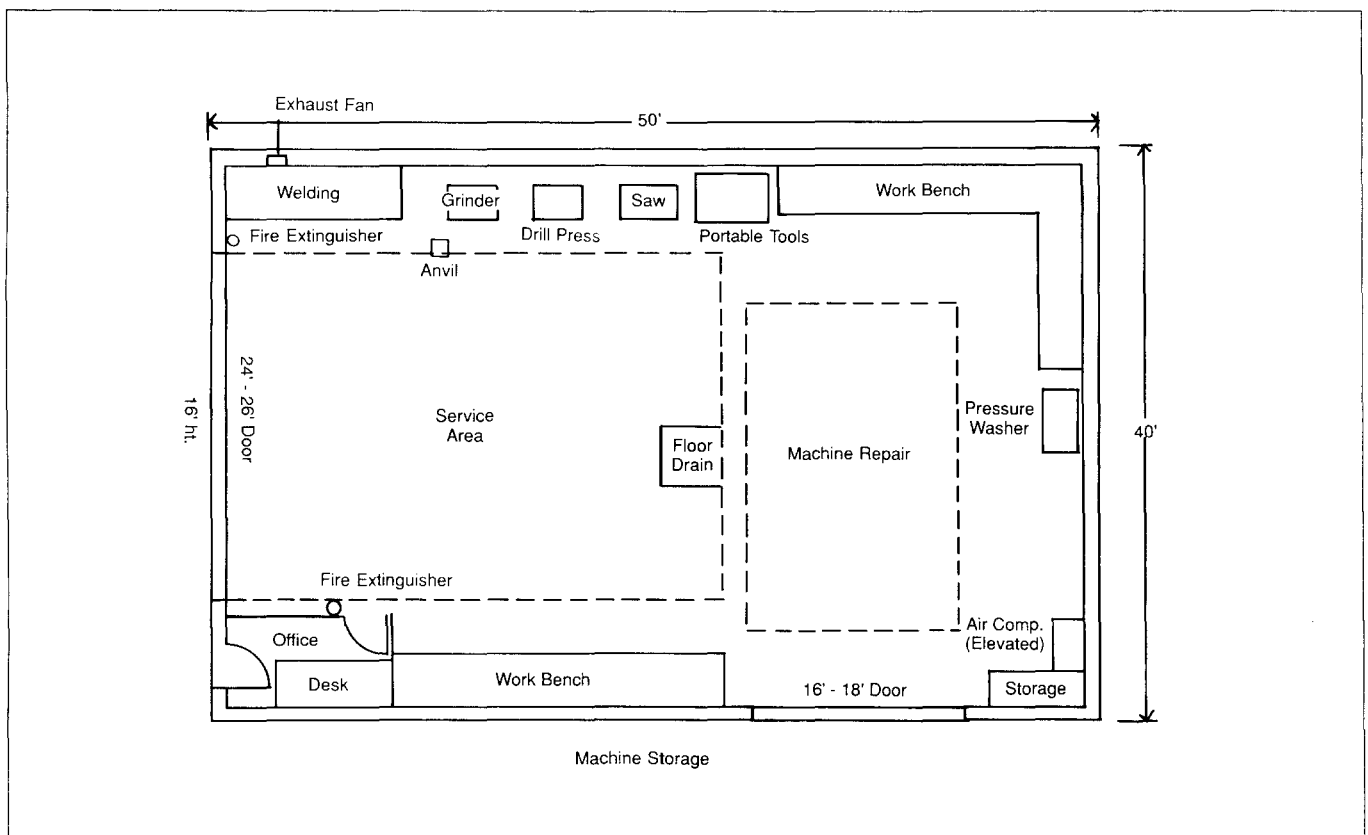 Exhaust Fan
50'
Welding
Grinder
Saw
Work Bench
Fire Extinguisher
Drill Press
Portable Tools
Anvil
24' - 26' Door
16' ht.
Service
Area
Floor
Drain
Machine Repair
Pressure
Washer
40'
Fire Extinguisher
Office
Air Comp.
(Elevated)
Desk
Work Bench
16' - 18' Door
Storage
Machine Storage